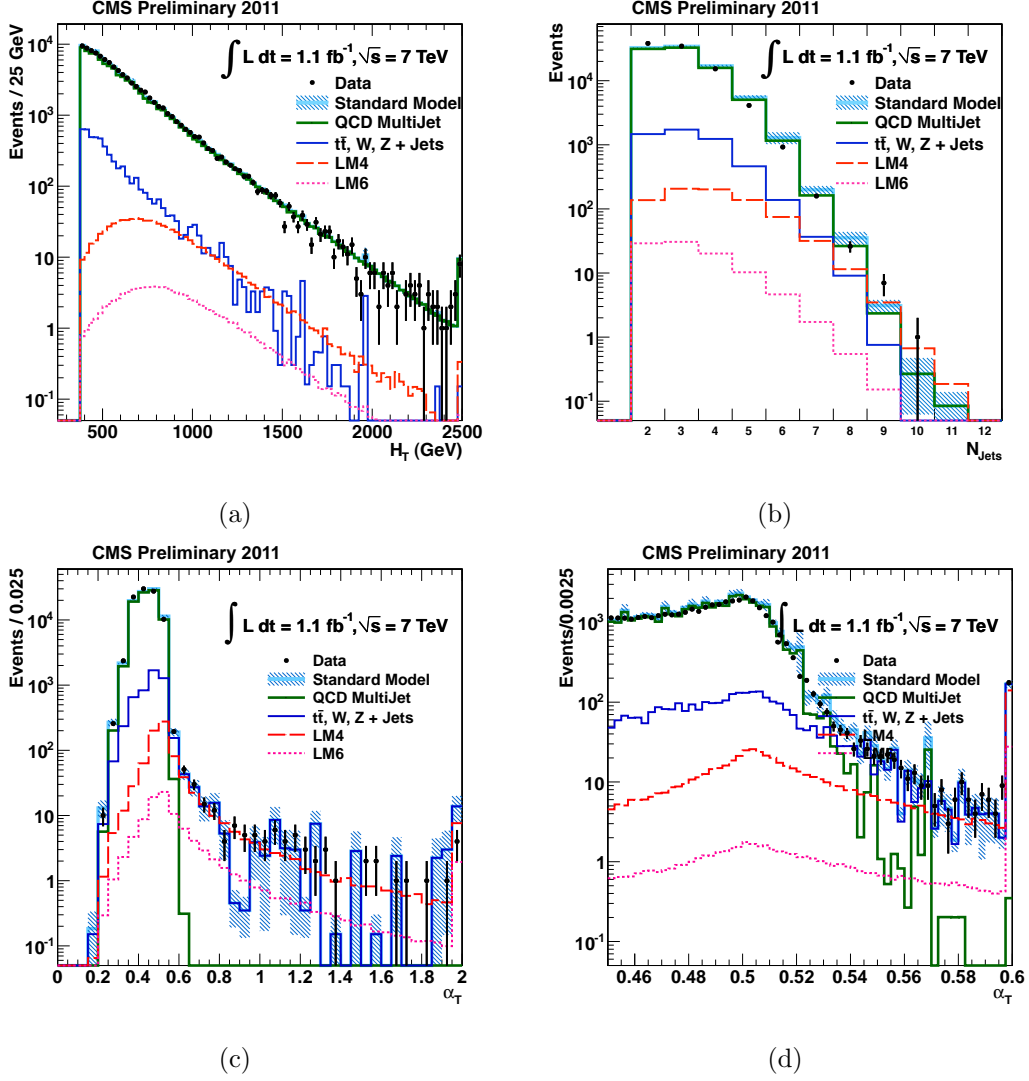 CMS Preliminary 2011
Events / 25 GeV
∫ L dt = 1.1 fb⁻¹, √s = 7 TeV
Data
Standard Model
QCD MultiJet
tt̄, W, Z + Jets
LM4
LM6
10⁴
10³
10²
10
1
10⁻¹
500 1000 1500 2000 2500
H_T (GeV)
(a)
CMS Preliminary 2011
Events
∫ L dt = 1.1 fb⁻¹, √s = 7 TeV
Data
Standard Model
QCD MultiJet
tt̄, W, Z + Jets
LM4
LM6
10⁴
10³
10²
10
1
10⁻¹
2 3 4 5 6 7 8 9 10 11 12
N_Jets
(b)
CMS Preliminary 2011
Events / 0.025
∫ L dt = 1.1 fb⁻¹, √s = 7 TeV
Data
Standard Model
QCD MultiJet
tt̄, W, Z + Jets
LM4
LM6
10⁴
10³
10²
10
1
10⁻¹
0 0.2 0.4 0.6 0.8 1 1.2 1.4 1.6 1.8 2
α_T
(c)
CMS Preliminary 2011
Events/0.0025
∫ L dt = 1.1 fb⁻¹, √s = 7 TeV
Data
Standard Model
QCD MultiJet
tt̄, W, Z + Jets
LM4
LM6
10³
10²
10
1
10⁻¹
0.46 0.48 0.5 0.52 0.54 0.56 0.58 0.6
α_T
(d)